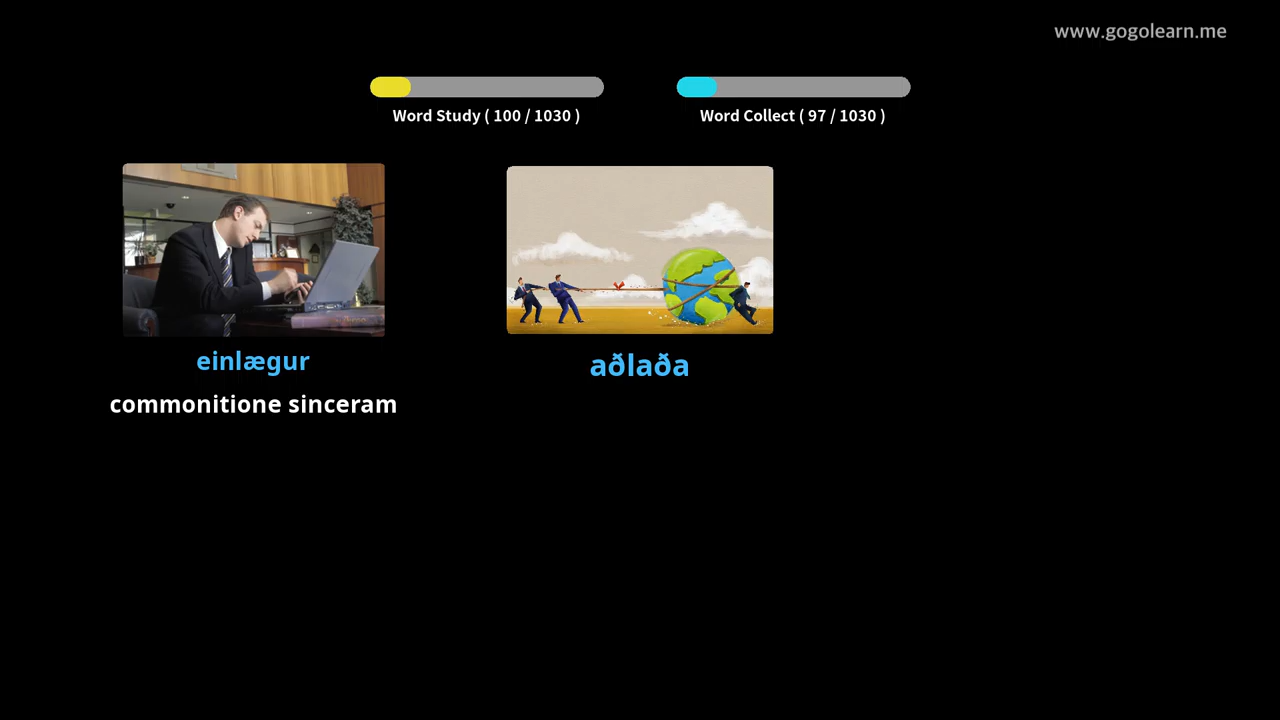 www.gogolearn.me
Word Study ( 100 / 1030 )
Word Collect ( 97 / 1030 )
einlægur
commonitione sinceram
aðlaða